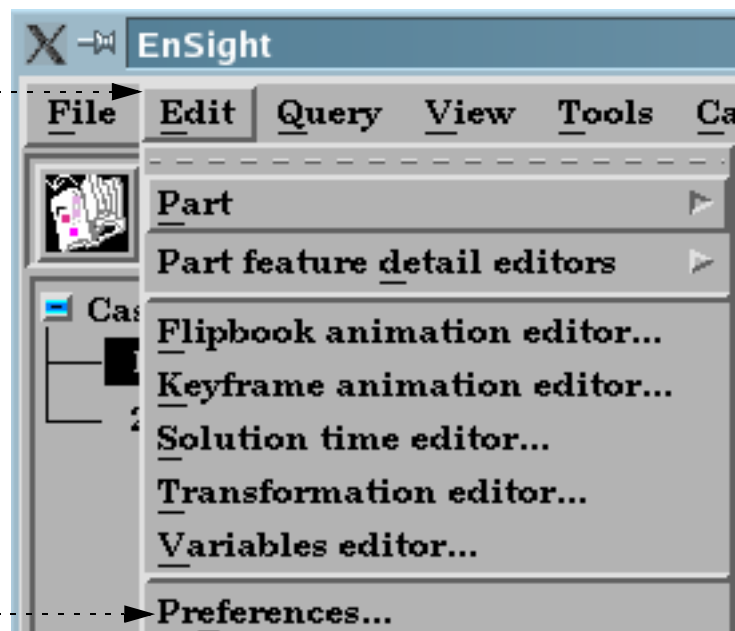 EnSight
File Edit Query View Tools
Part
Part feature detail editors
Flipbook animation editor...
Keyframe animation editor...
Solution time editor...
Transformation editor...
Variables editor...
Preferences...